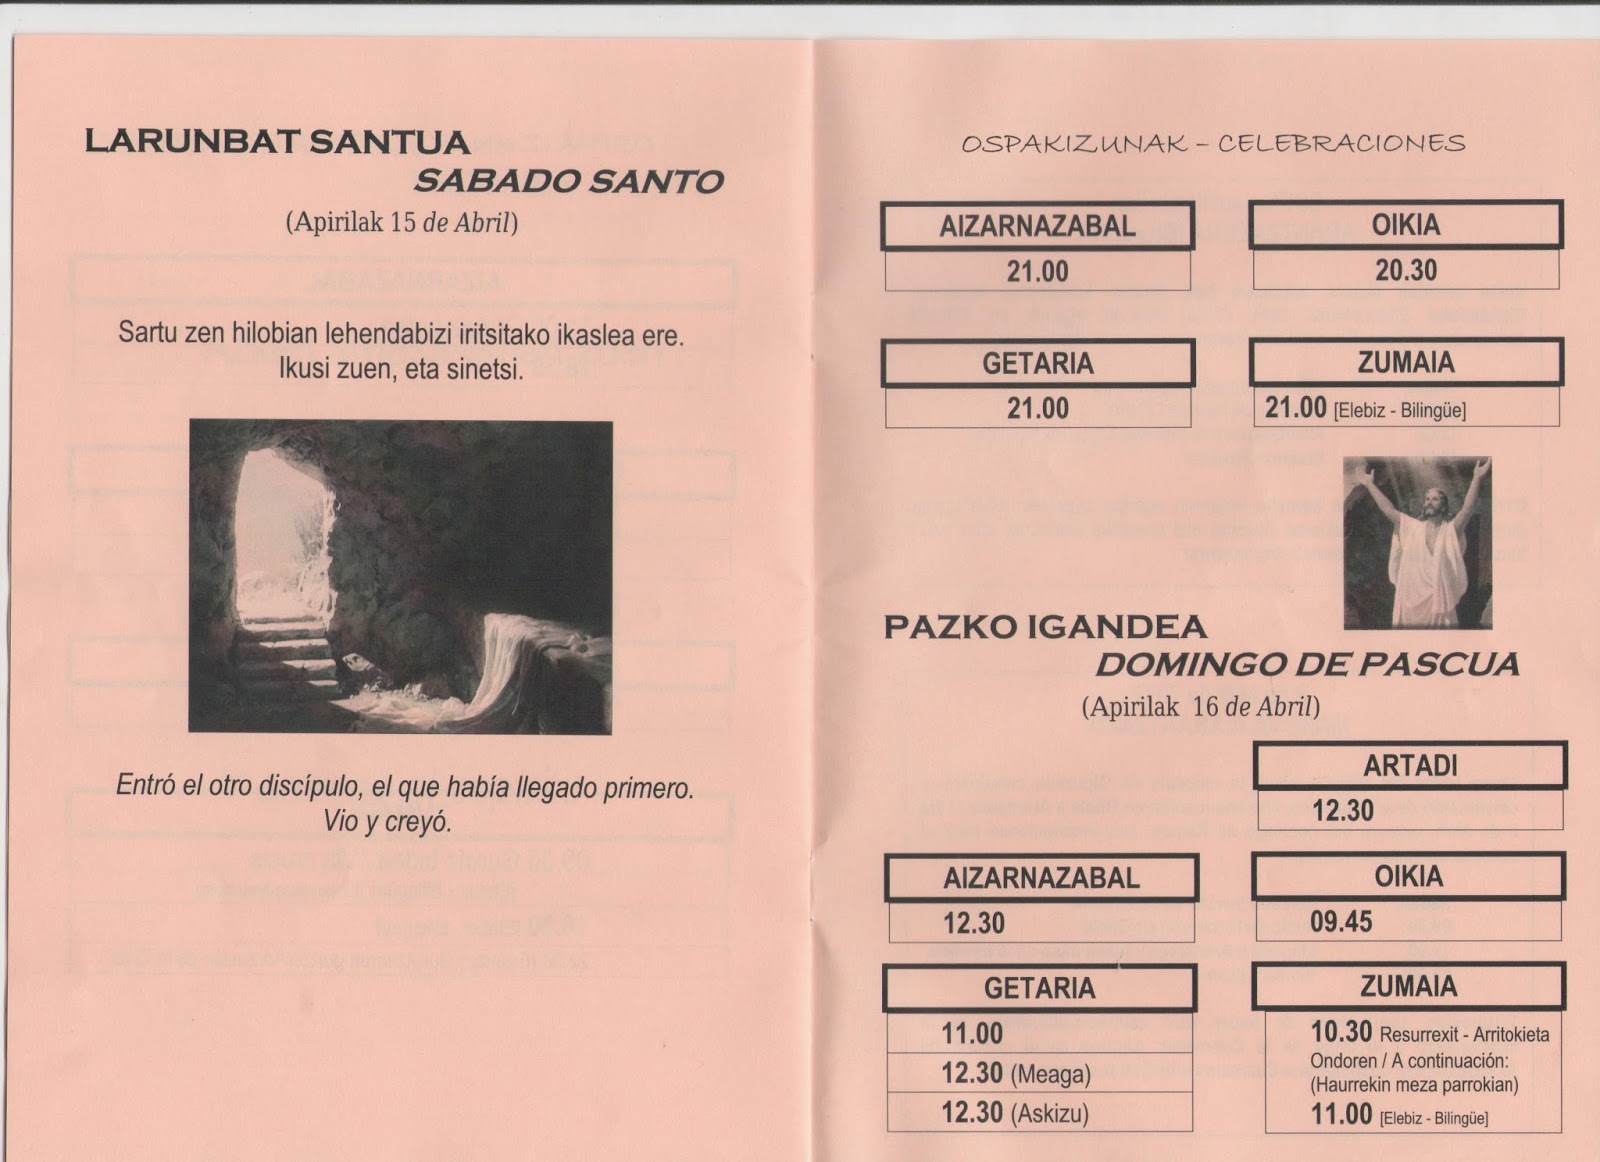 LARUNBAT SANTUA
SABADO SANTO
(Apirilak 15 de Abril)
Sartu zen hilobian lehendabizi iritsitako ikaslea ere.
Ikusi zuen, eta sinetsi.
Entró el otro discípulo, el que había llegado primero.
Vio y creyó.
OSPAKIZUNAK – CELEBRACIONES
AIZARNAZABAL
21.00
OIKIA
20.30
GETARIA
21.00
ZUMAIA
21.00 [Elebiz - Bilingüe]
PAZKO IGANDEA
DOMINGO DE PASCUA
(Apirilak 16 de Abril)
ARTADI
12.30
AIZARNAZABAL
12.30
OIKIA
09.45
GETARIA
11.00
12.30 (Meaga)
12.30 (Askizu)
ZUMAIA
10.30 Resurrexit - Arritokieta
Ondoren / A continuación:
(Haurrekin meza parrokian)
11.00 [Elebiz - Bilingüe]